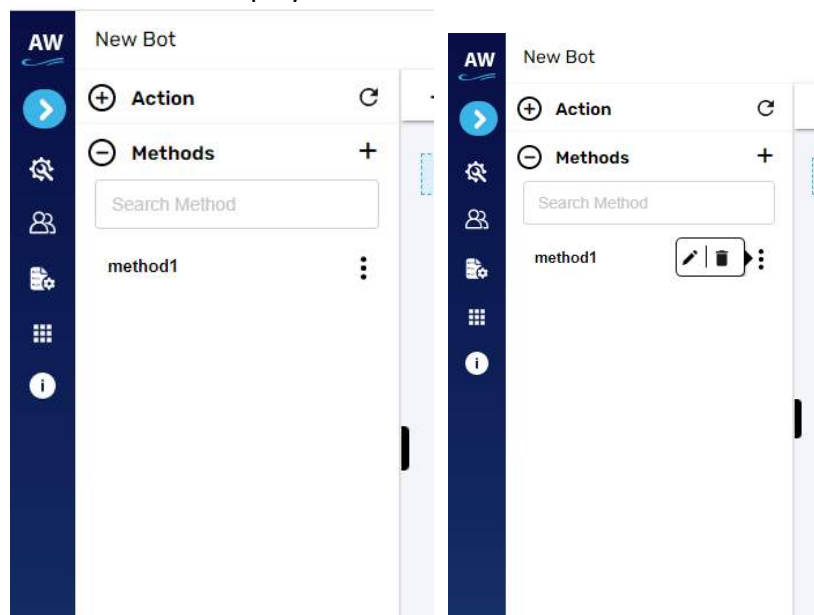 AW
New Bot
Action
Methods
Search Method
method1
AW
New Bot
Action
Methods
Search Method
method1